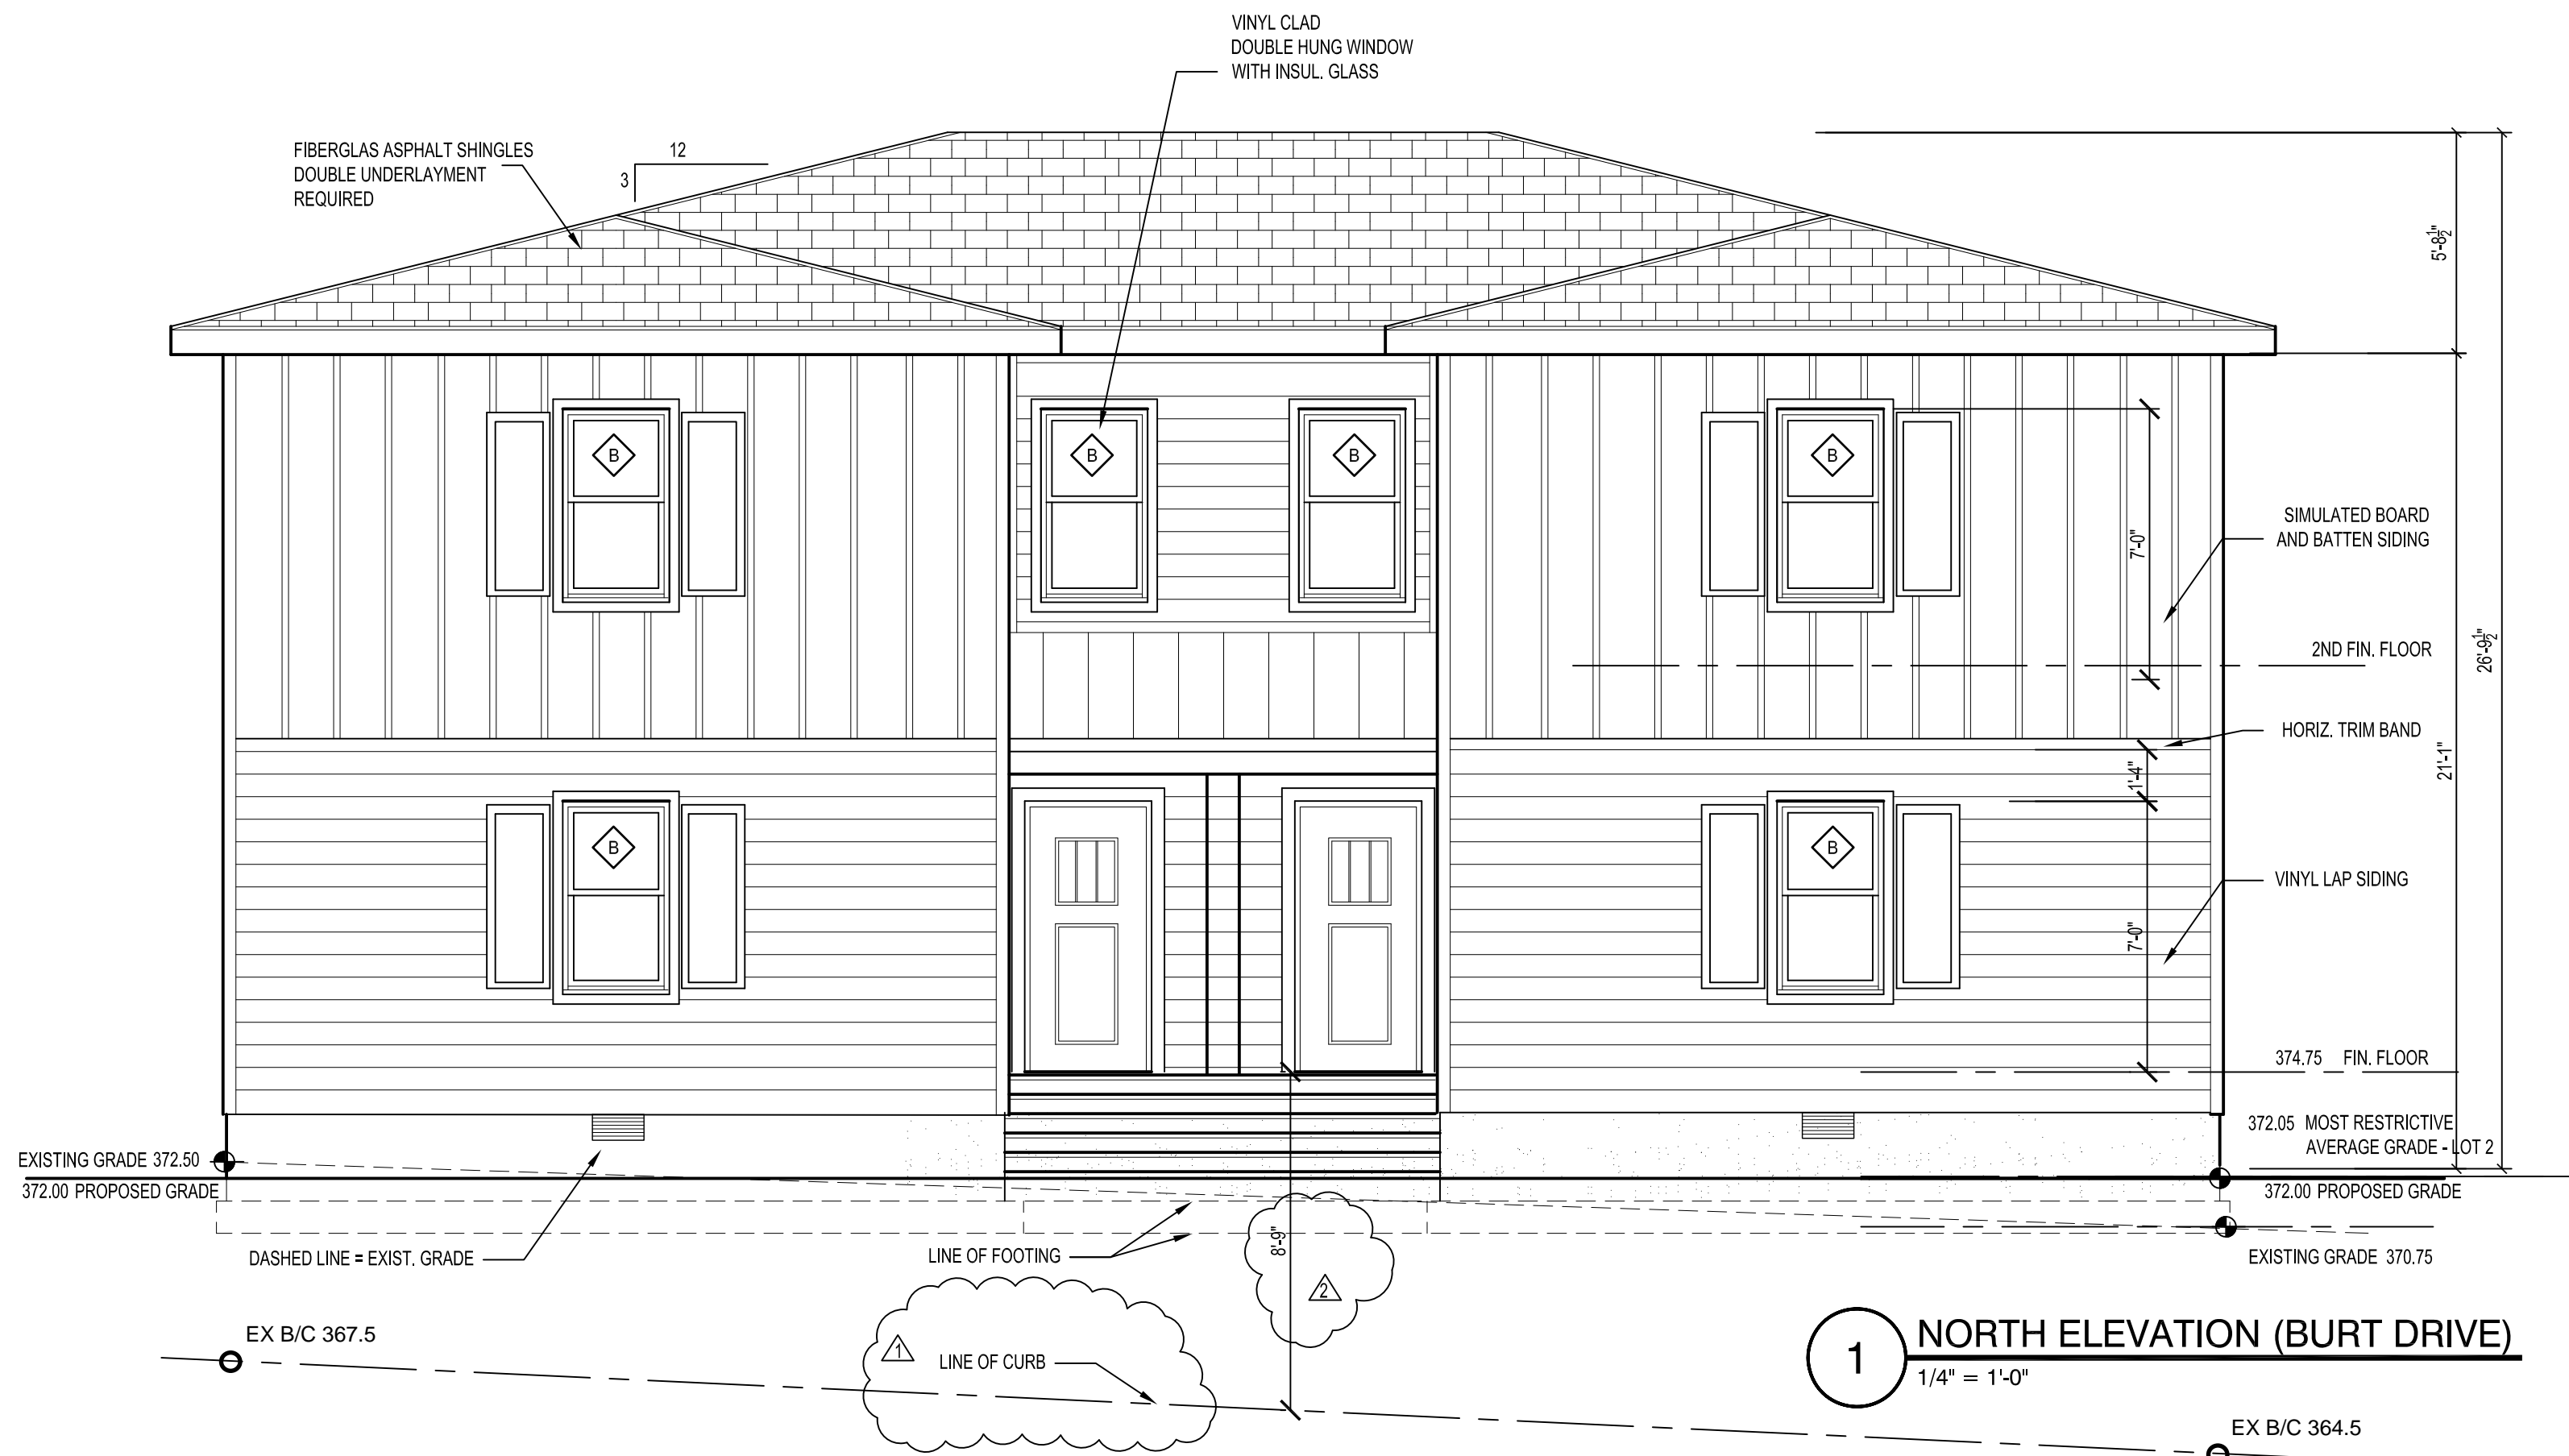 VINYL CLAD
DOUBLE HUNG WINDOW
WITH INSUL. GLASS
FIBERGLAS ASPHALT SHINGLES
DOUBLE UNDERLAYMENT
REQUIRED
12
3
5'-8½"
B
B
B
B
SIMULATED BOARD
AND BATTEN SIDING
7'-0"
2ND FIN. FLOOR
26'-9½"
HORIZ. TRIM BAND
21'-1"
1'-4"
B
B
VINYL LAP SIDING
7'-0"
374.75 FIN. FLOOR
372.05 MOST RESTRICTIVE
AVERAGE GRADE - LOT 2
EXISTING GRADE 372.50
372.00 PROPOSED GRADE
372.00 PROPOSED GRADE
DASHED LINE = EXIST. GRADE
LINE OF FOOTING
8'-9"
2
EXISTING GRADE 370.75
EX B/C 367.5
1
LINE OF CURB
1
NORTH ELEVATION (BURT DRIVE)
1/4" = 1'-0"
EX B/C 364.5